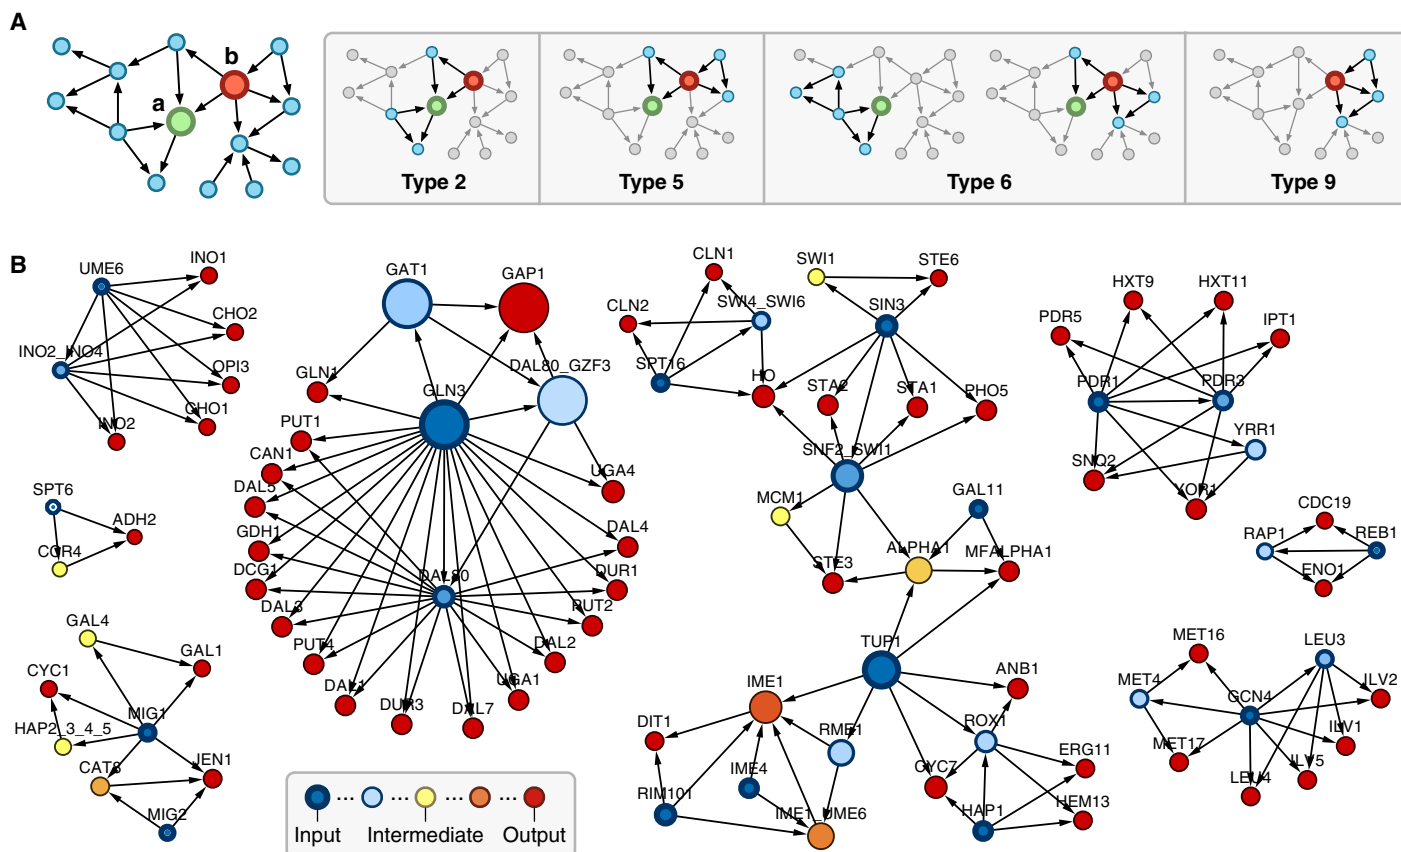 A
b
a
Type 2
Type 5
Type 6
Type 9
B
UME6
INO1
CHO2
INO2_INO4
OPI3
CHO1
INO2
SPT6
ADH2
CCR4
GAL4
GAL1
CYC1
MIG1
HAP2_3_4_5
CAT8
JEN1
MIG2
GAT1
GAP1
DAL80_GZF3
GLN1
GLN3
PUT1
CAN1
UGA4
DAL5
GDH1
DAL4
DCG1
DAL80
DUR1
DAL3
PUT2
PUT4
DAL2
DAL1
UGA1
DUR3
DAL7
CLN1
SWI1
STE6
CLN2
SWI4_SWI6
SIN3
SPT16
HO
STA2
STA1
PHO5
SNF2_SWI1
MCM1
GAL11
STE3
ALPHA1
MFALPHA1
TUP1
IME1
ANB1
DIT1
RME1
ROX1
IME4
CYC7
ERG11
RIM101
IME1_UME6
HAP1
HEM13
HXT9
HXT11
PDR5
IPT1
PDR1
PDR3
YRR1
SNQ2
YOR1
CDC19
RAP1
REB1
ENO1
MET16
LEU3
MET4
GCN4
ILV2
MET17
ILV1
LEU4
ILV5
... ... ... ...
Input Intermediate Output